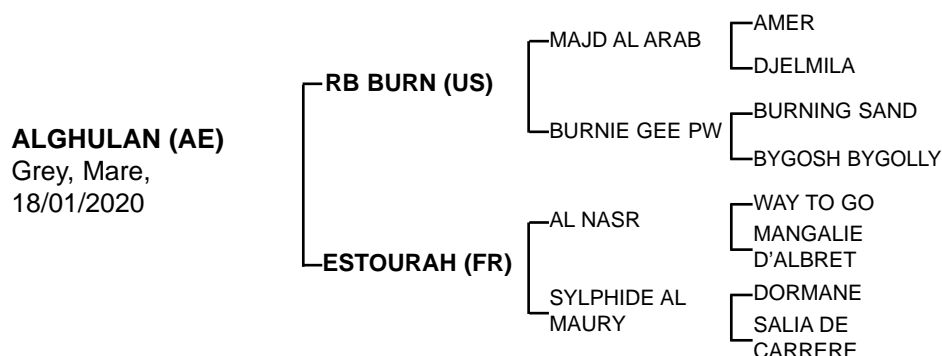 ALGHULAN (AE)
Grey, Mare,
18/01/2020
RB BURN (US)
ESTOURAH (FR)
MAJD AL ARAB
BURNIE GEE PW
AL NASR
SYLPHIDE AL
MAURY
AMER
DJELMILA
BURNING SAND
BYGOSH BYGOLLY
WAY TO GO
MANGALIE
D'ALBRET
DORMANE
SALIA DE
CARRERE